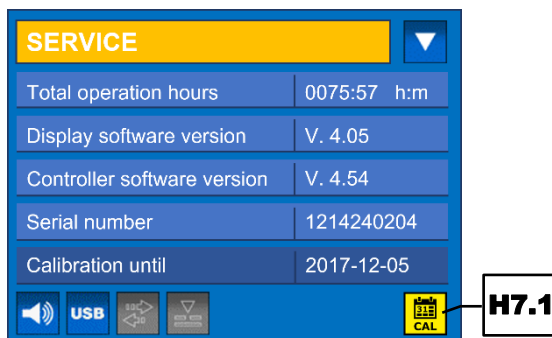 SERVICE
Total operation hours 0075:57 h:m
Display software version V. 4.05
Controller software version V. 4.54
Serial number 1214240204
Calibration until 2017-12-05
USB
31
CAL
H7.1